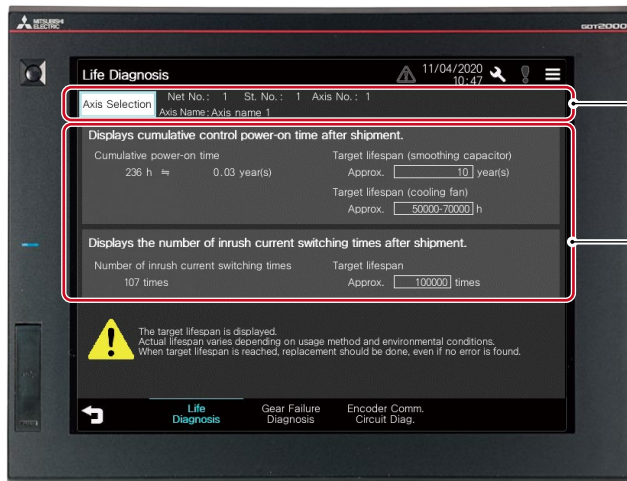 MITSUBISHI
ELECTRIC
GOT2000
Life Diagnosis
11/04/2020
10:47
Axis Selection
Net No.: 1 St. No.: 1 Axis No.: 1
Axis Name: Axis name 1
Displays cumulative control power-on time after shipment.
Cumulative power-on time
Target lifespan (smoothing capacitor)
236 h ≒ 0.03 year(s)
Approx. 10 year(s)
Target lifespan (cooling fan)
Approx. 50000-70000 h
Displays the number of inrush current switching times after shipment.
Number of inrush current switching times
Target lifespan
107 times
Approx. 100000 times
The target lifespan is displayed.
Actual lifespan varies depending on usage method and environmental conditions.
When target lifespan is reached, replacement should be done, even if no error is found.
Life
Diagnosis
Gear Failure
Diagnosis
Encoder Comm.
Circuit Diag.